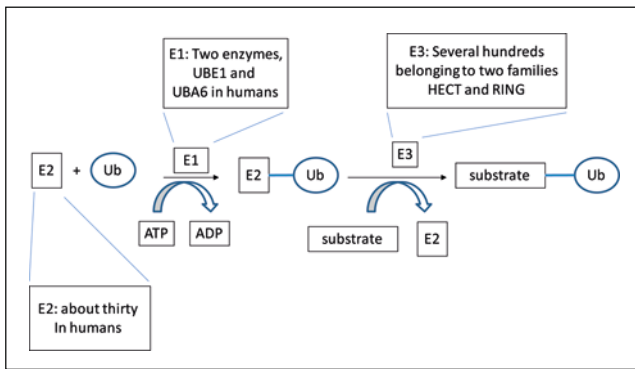 E1: Two enzymes,
UBE1 and
UBA6 in humans
E3: Several hundreds
belonging to two families
HECT and RING
E2 + Ub
E1
E2 Ub
E3
substrate Ub
ATP ADP
substrate E2
E2: about thirty
In humans